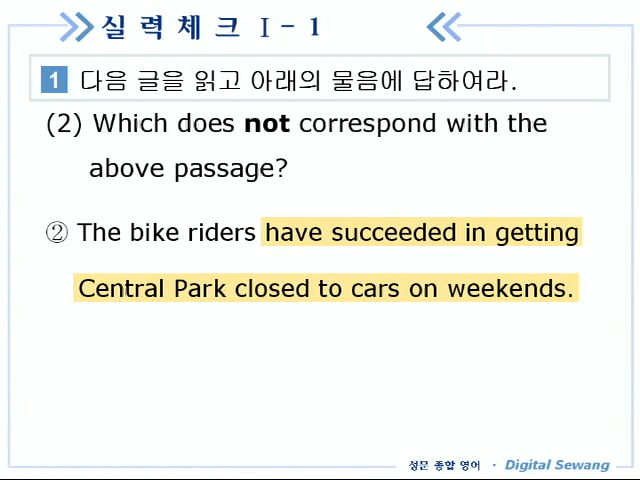 실 력 체 크 Ⅰ - 1
1 다음 글을 읽고 아래의 물음에 답하여라.
(2) Which does not correspond with the
above passage?
② The bike riders have succeeded in getting
Central Park closed to cars on weekends.
성문 종합 영어 · Digital Sewang